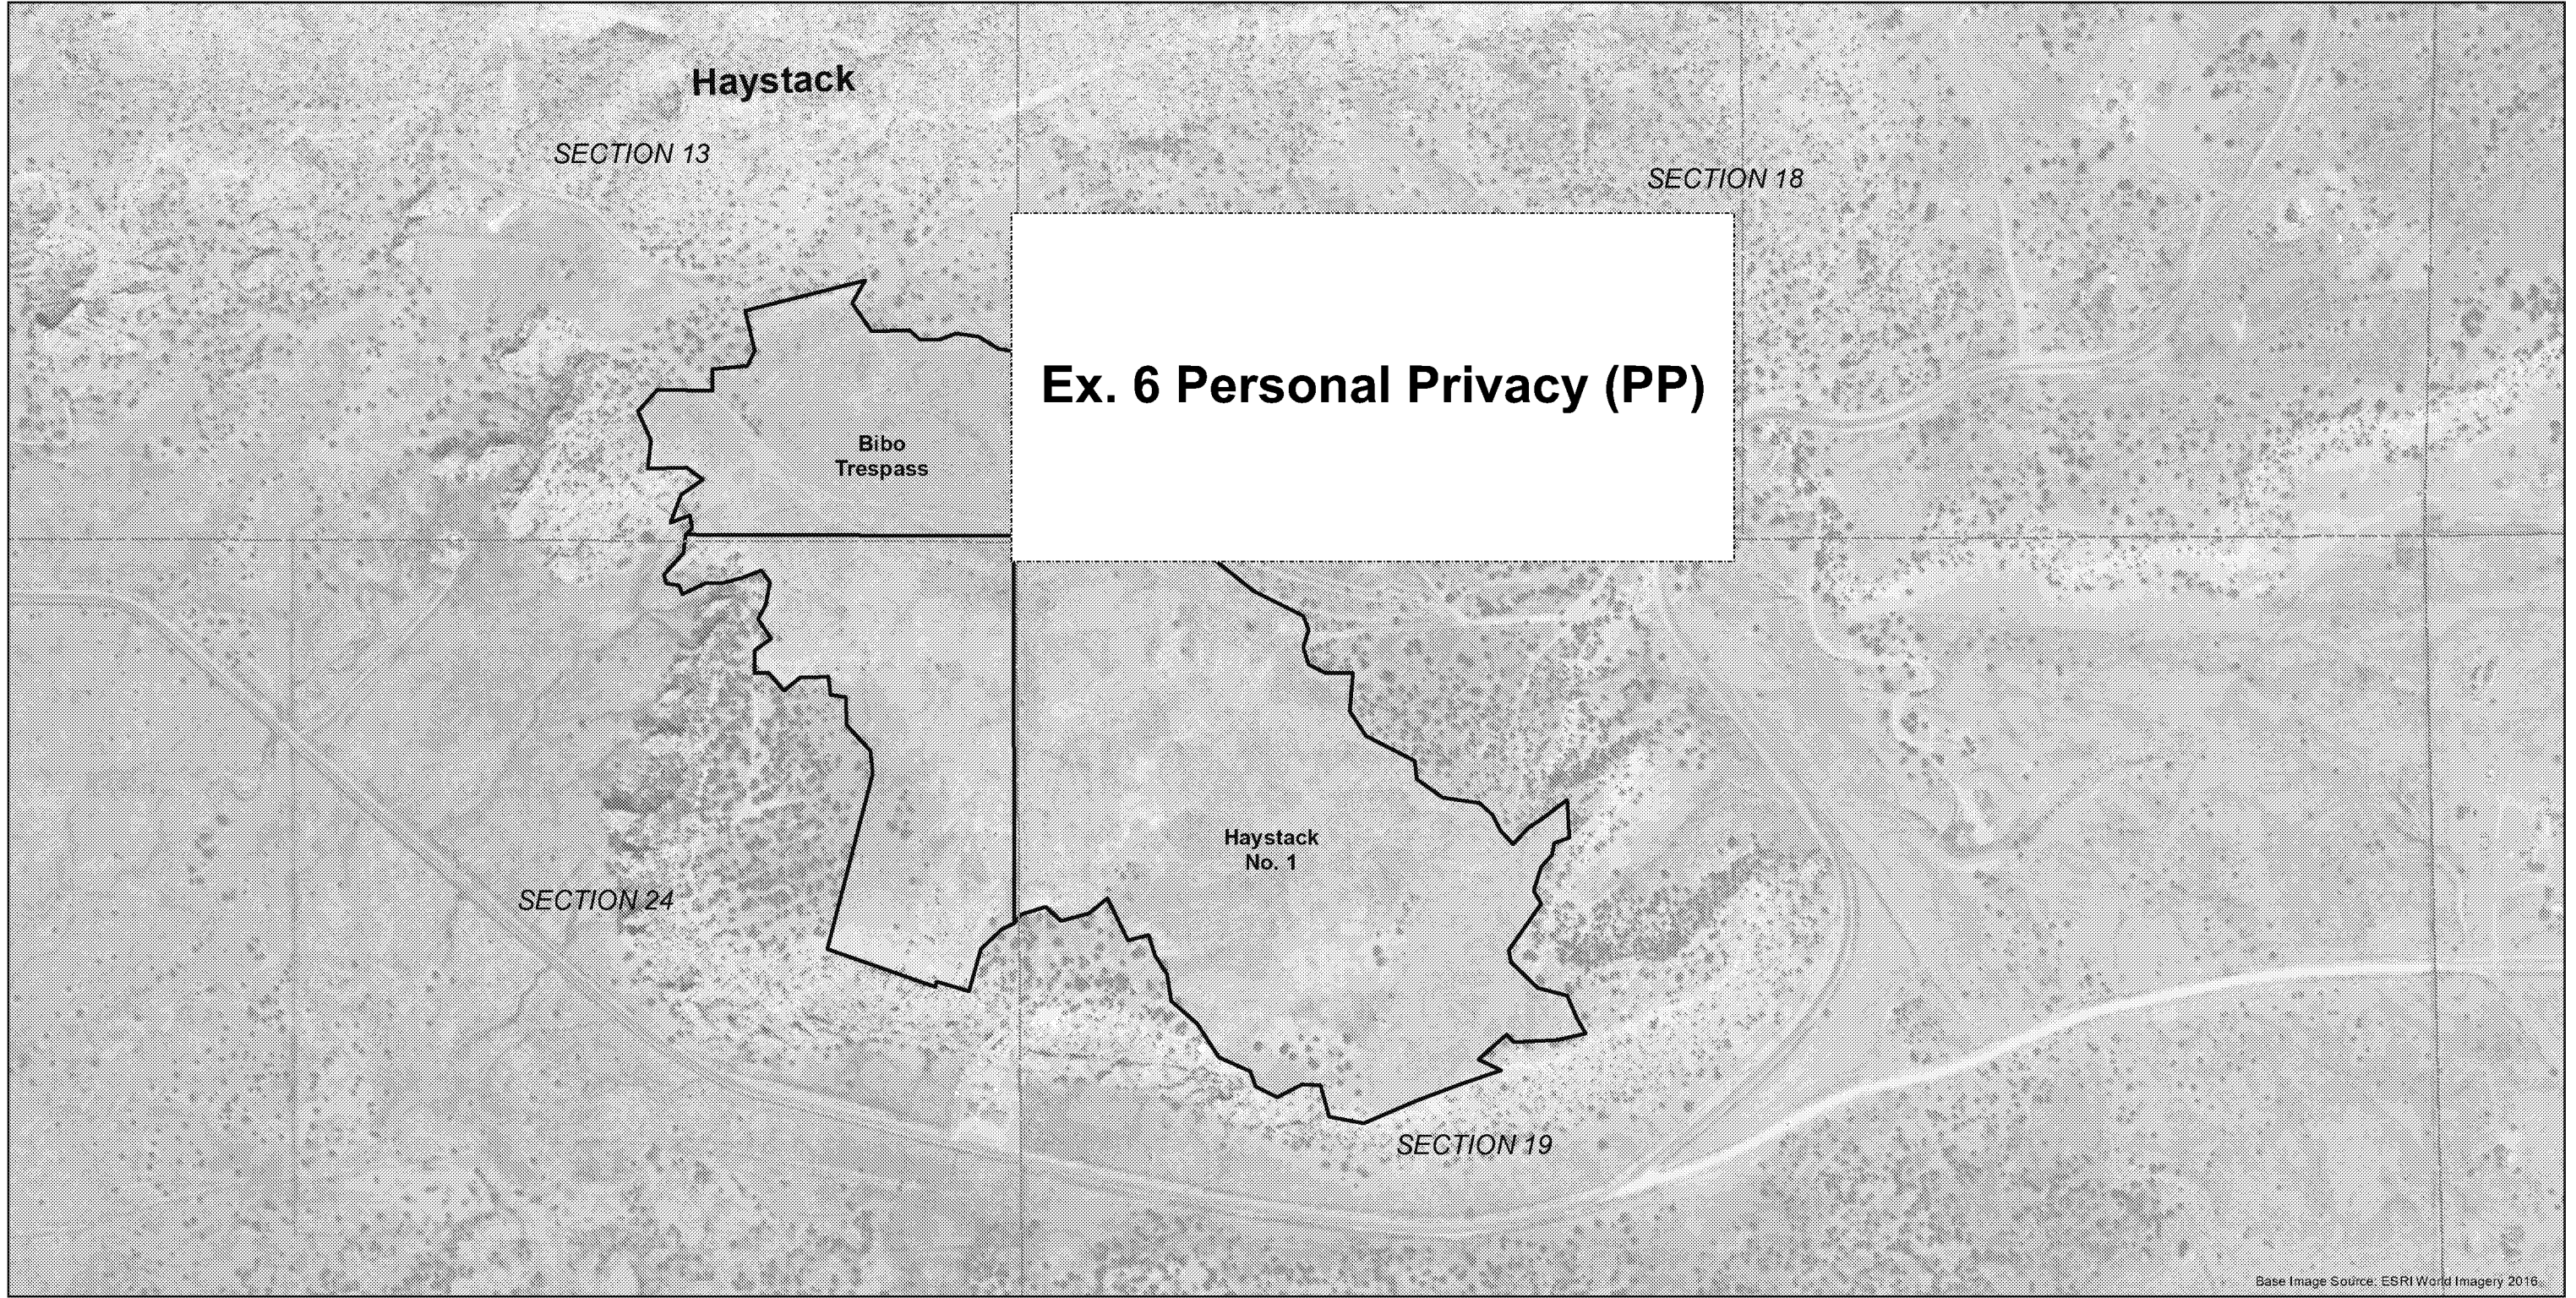 Haystack
SECTION 13
SECTION 18
Ex. 6 Personal Privacy (PP)
Bibo
Trespass
Haystack
No. 1
SECTION 24
SECTION 19
Base Image Source: ESRI World Imagery 2016